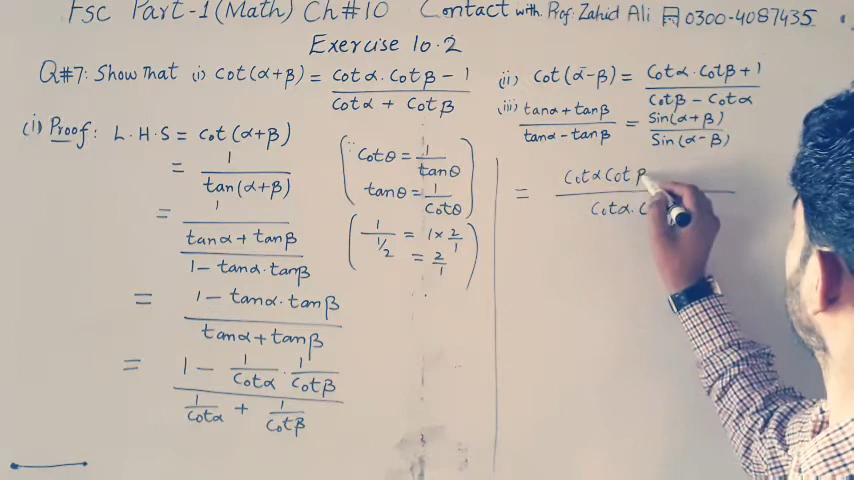 Fsc Part-1(Math) Ch#10 Contact with Prof. Zahid Ali 0300-4087435
Exercise 10.2
Q#7: Show that (i) Cot(α+β) = Cotα.Cotβ - 1 / Cotα + Cotβ
(ii) Cot(α-β) = Cotα.Cotβ+1 / Cotβ - Cotα
(iii) tanα+tanβ / tanα-tanβ = Sin(α+β) / Sin(α-β)
(i) Proof: L.H.S = Cot(α+β)
= 1 / tan(α+β)
= 1 / tanα+tanβ / 1-tanα.tanβ
= 1-tanα.tanβ / tanα+tanβ
= 1 - 1/Cotα . 1/Cotβ / 1/Cotα + 1/Cotβ
(∵ Cotθ = 1/tanθ
tanθ = 1/Cotθ)
(1 / 1/2 = 1×2/1
= 2/1)
= CotαCotβ / Cotα.C